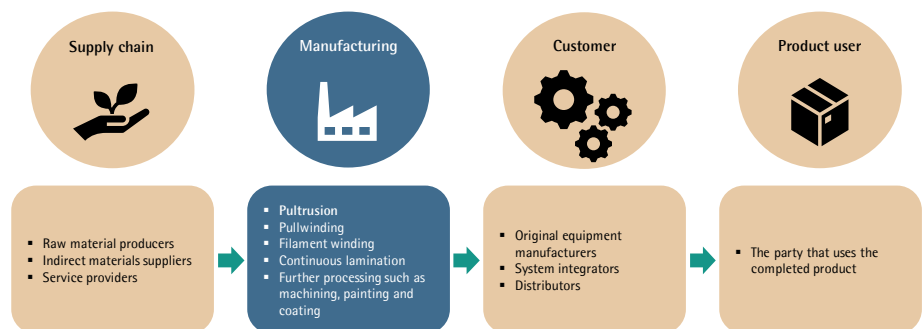 Supply chain
Manufacturing
Customer
Product user
▪ Raw material producers
▪ Indirect materials suppliers
▪ Service providers
▪ Pultrusion
▪ Pullwinding
▪ Filament winding
▪ Continuous lamination
▪ Further processing such as
machining, painting and
coating
▪ Original equipment
manufacturers
▪ System integrators
▪ Distributors
▪ The party that uses the
completed product